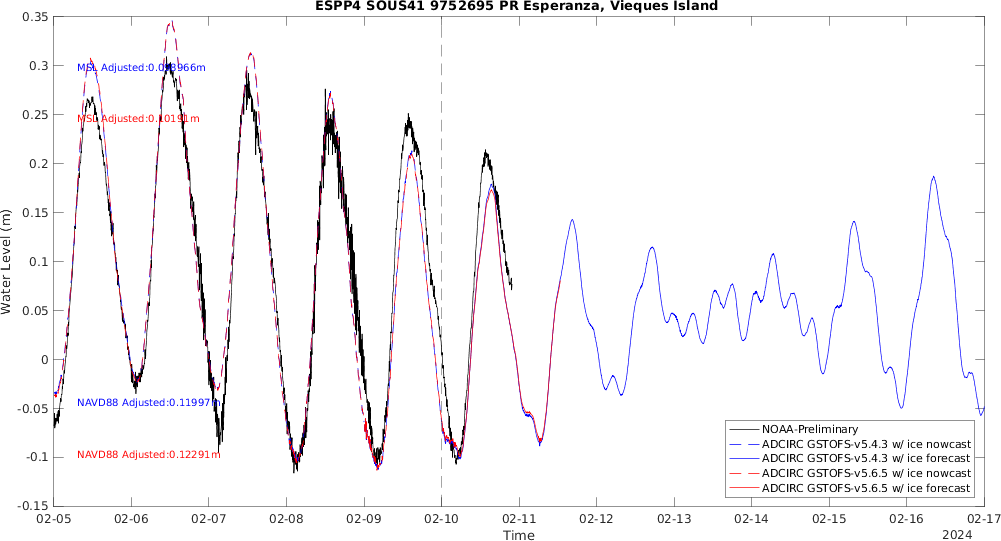 ESPP4 SOUS41 9752695 PR Esperanza, Vieques Island
Water Level (m)
0.35
0.3
0.25
0.2
0.15
0.1
0.05
0
-0.05
-0.1
-0.15
MSL Adjusted:0.093966m
MSL Adjusted:0.10191m
NAVD88 Adjusted:0.11997m
NAVD88 Adjusted:0.12291m
NOAA-Preliminary
ADCIRC GSTOFS-v5.4.3 w/ ice nowcast
ADCIRC GSTOFS-v5.4.3 w/ ice forecast
ADCIRC GSTOFS-v5.6.5 w/ ice nowcast
ADCIRC GSTOFS-v5.6.5 w/ ice forecast
02-05 02-06 02-07 02-08 02-09 02-10 02-11 02-12 02-13 02-14 02-15 02-16 02-17
Time
2024